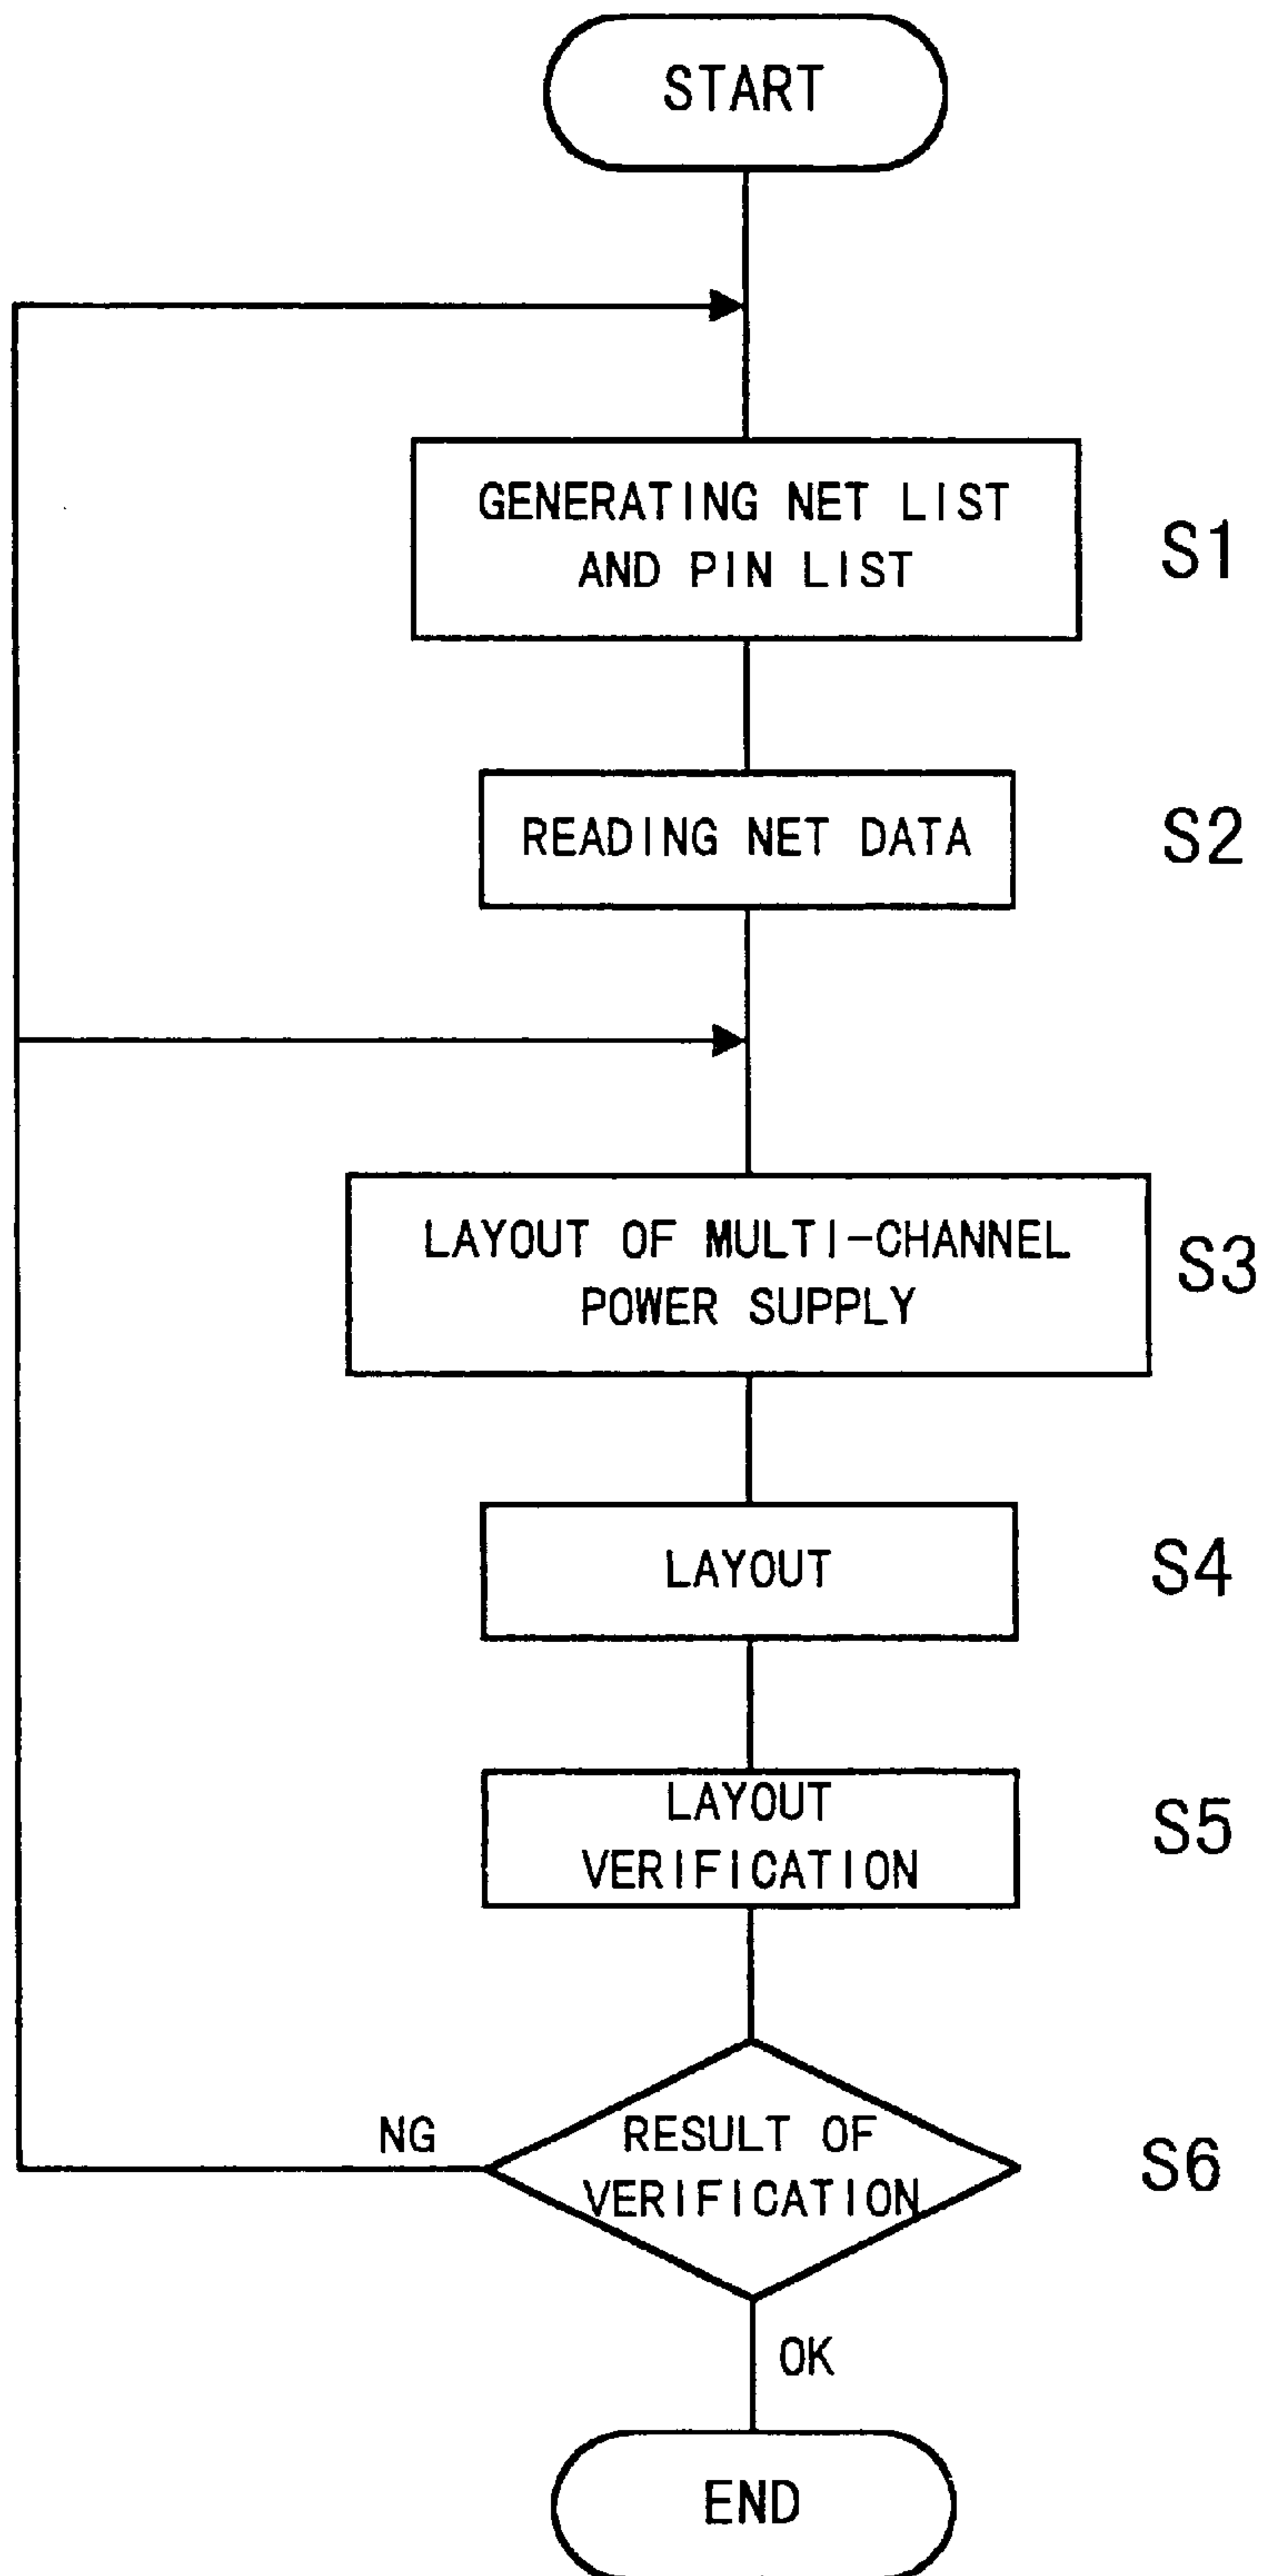 START
GENERATING NET LIST
AND PIN LIST
S1
READING NET DATA
S2
LAYOUT OF MULTI-CHANNEL
POWER SUPPLY
S3
LAYOUT
S4
LAYOUT
VERIFICATION
S5
NG
RESULT OF
VERIFICATION
S6
OK
END